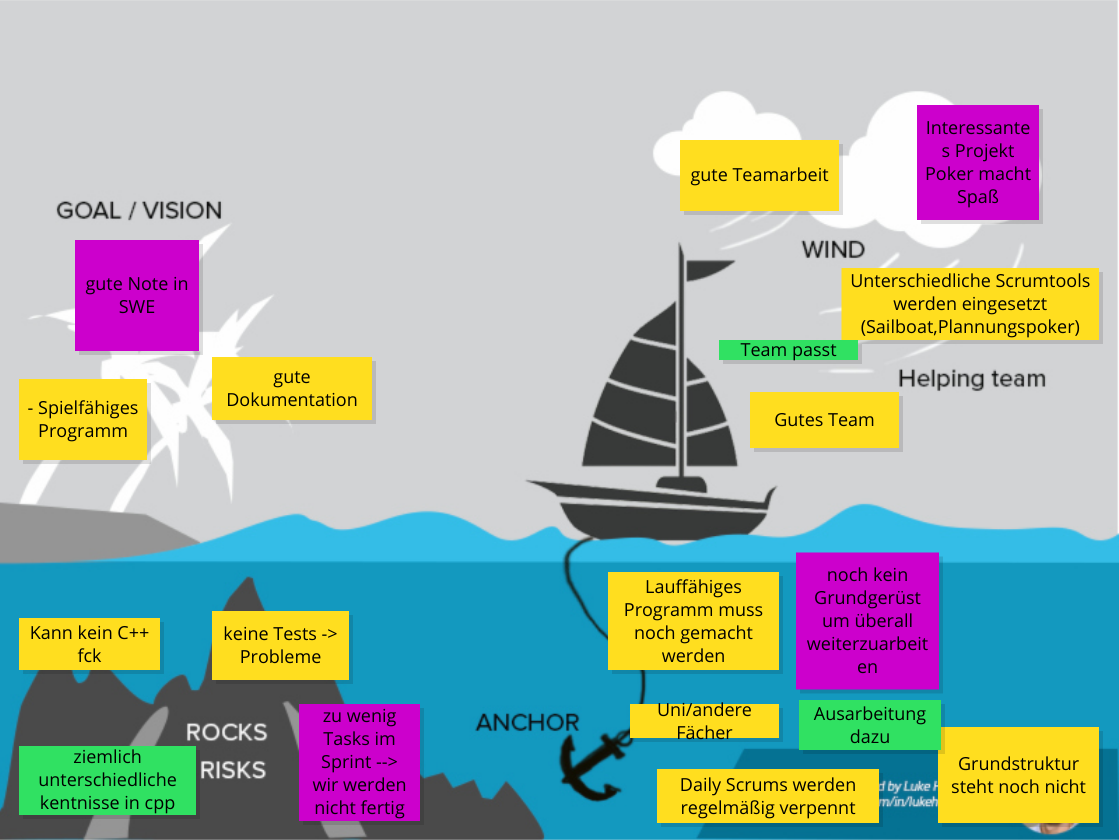 Interessante
s Projekt
Poker macht
Spaß
gute Teamarbeit
GOAL / VISION
WIND
gute Note in
SWE
Unterschiedliche Scrumtools
werden eingesetzt
(Sailboat,Plannungspoker)
Team passt
Helping team
gute
Dokumentation
- Spielfähiges
Programm
Gutes Team
Lauffähiges
Programm muss
noch gemacht
werden
noch kein
Grundgerüst
um überall
weiterzuarbeit
en
Kann kein C++
fck
keine Tests ->
Probleme
ROCKS
RISKS
zu wenig
Tasks im
Sprint -->
wir werden
nicht fertig
ANCHOR
Uni/andere
Fächer
Ausarbeitung
dazu
ziemlich
unterschiedliche
kentnisse in cpp
Daily Scrums werden
regelmäßig verpennt
Grundstruktur
steht noch nicht
d by Luke
m/in/lukeh